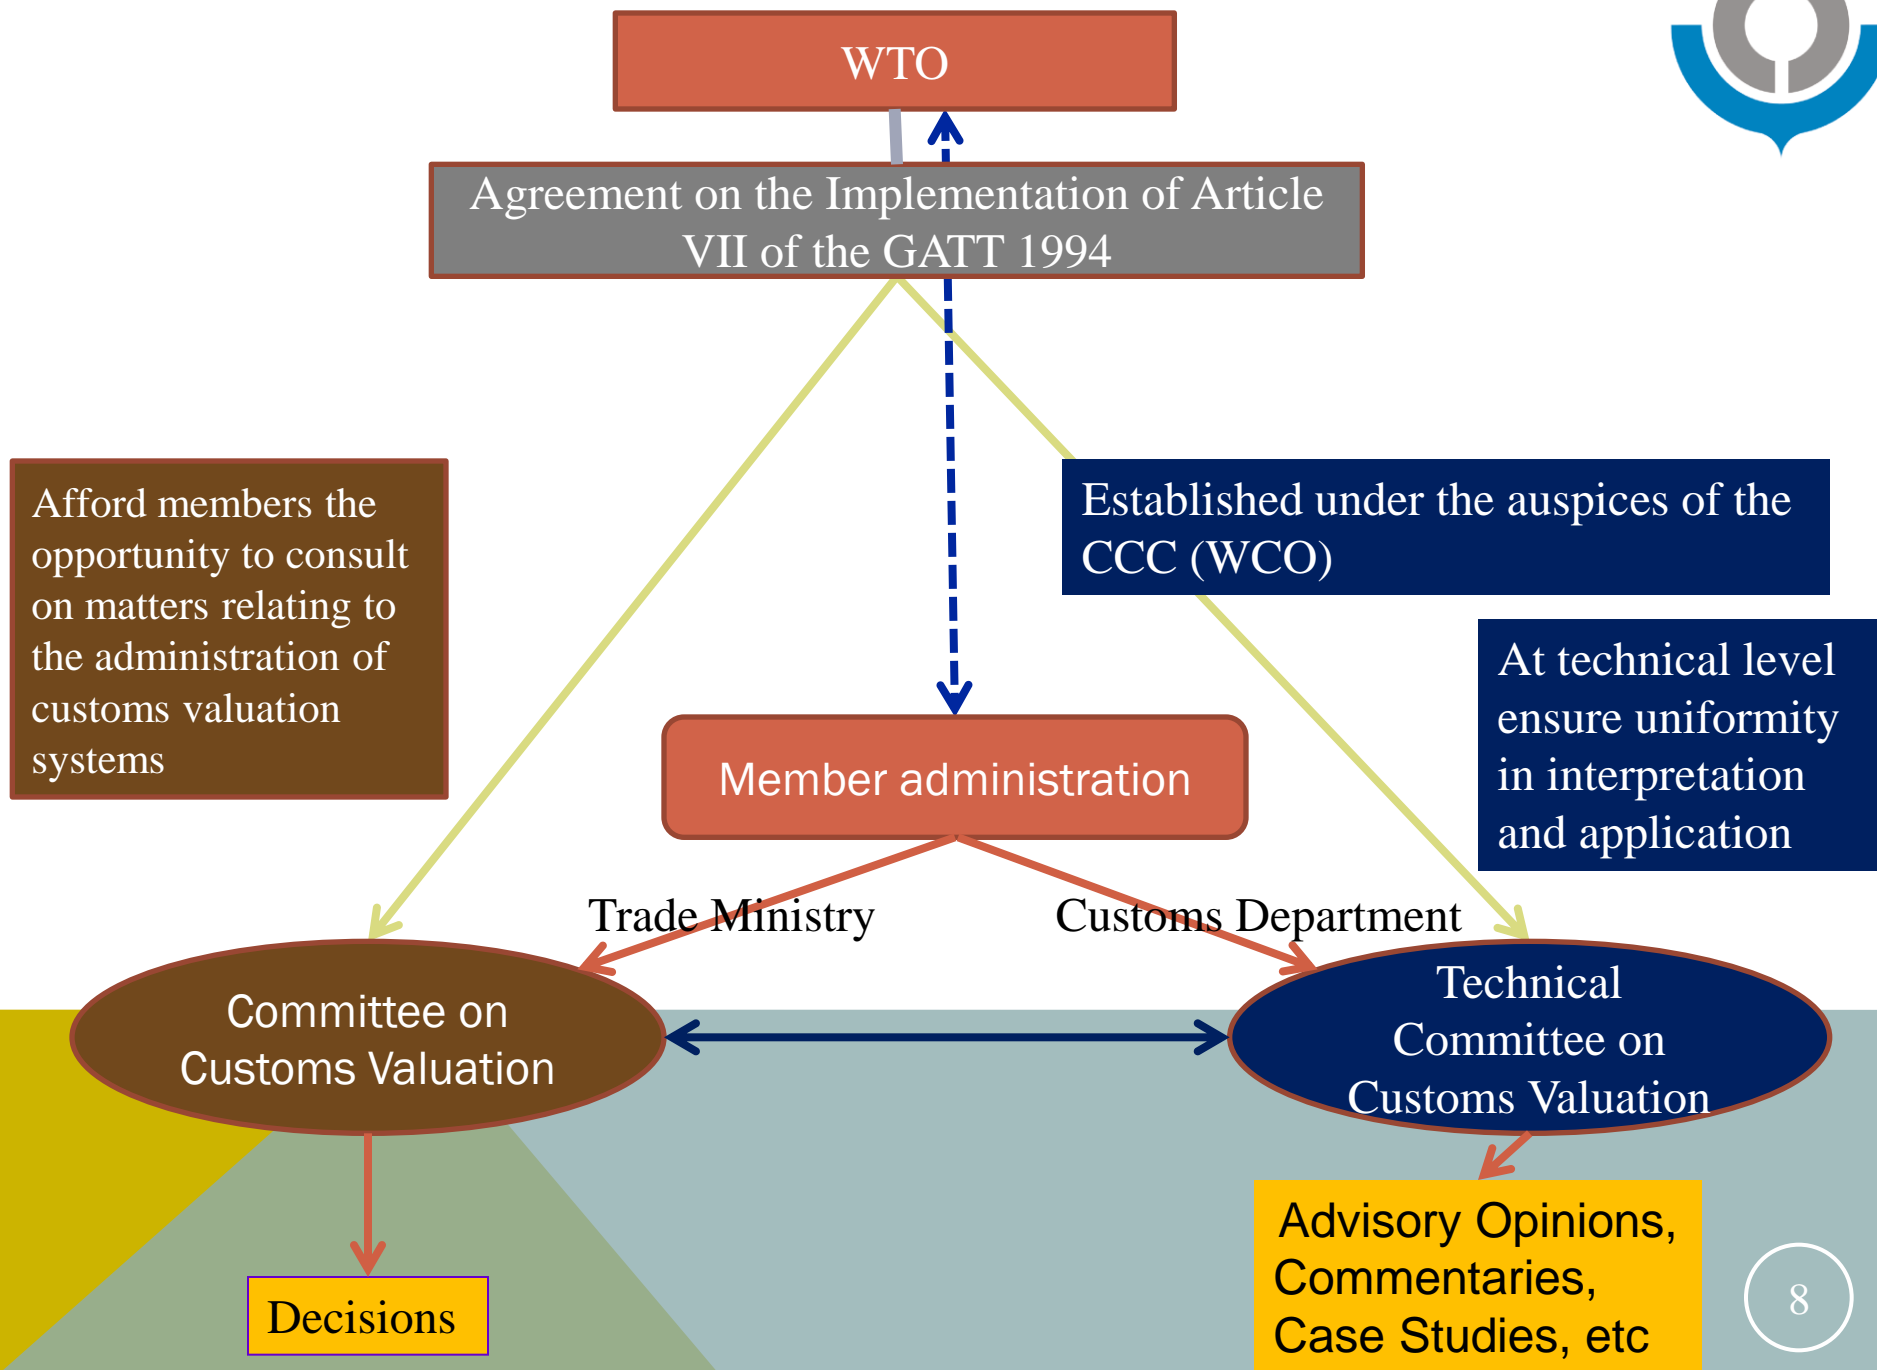 WTO
Agreement on the Implementation of Article
VII of the GATT 1994
Afford members the
opportunity to consult
on matters relating to
the administration of
customs valuation
systems
Established under the auspices of the
CCC (WCO)
At technical level
ensure uniformity
in interpretation
and application
Member administration
Trade Ministry
Customs Department
Committee on
Customs Valuation
Technical
Committee on
Customs Valuation
Decisions
Advisory Opinions,
Commentaries,
Case Studies, etc
8